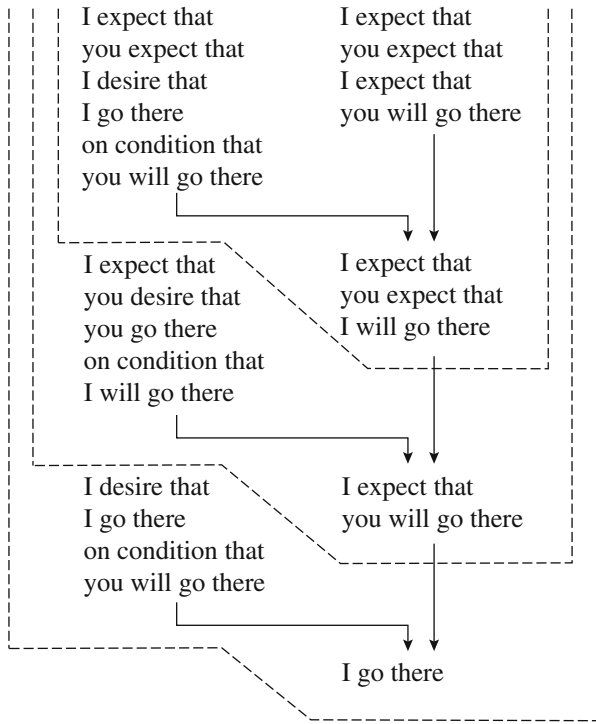 I expect that
you expect that
I desire that
I go there
on condition that
you will go there
I expect that
you expect that
I expect that
you will go there
I expect that
you desire that
you go there
on condition that
I will go there
I expect that
you expect that
I will go there
I desire that
I go there
on condition that
you will go there
I expect that
you will go there
I go there